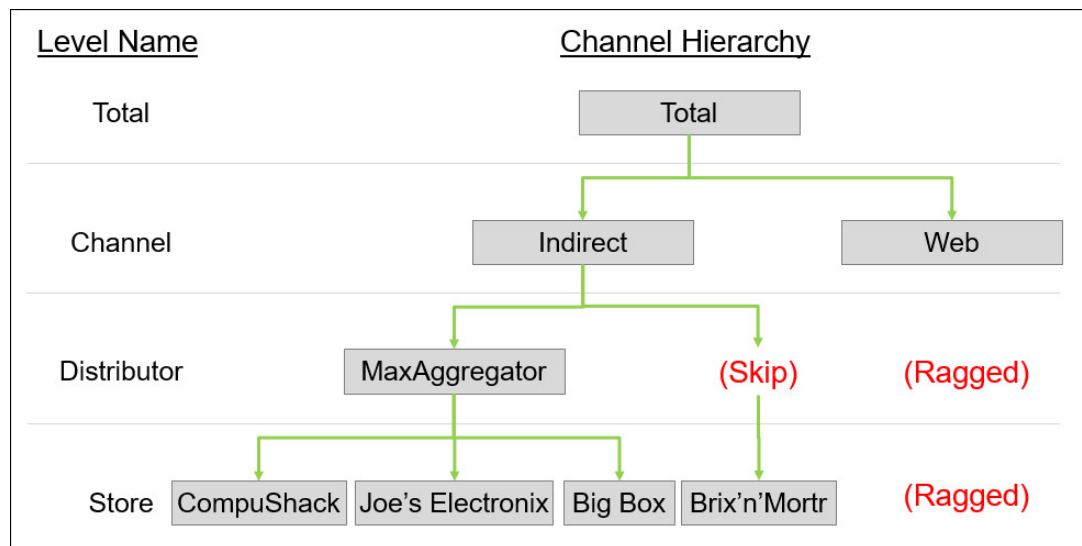 Level Name
Channel Hierarchy
Total
Total
Channel
Indirect
Web
Distributor
MaxAggregator
(Skip)
(Ragged)
Store
CompuShack
Joe's Electronix
Big Box
Brix'n'Mortr
(Ragged)